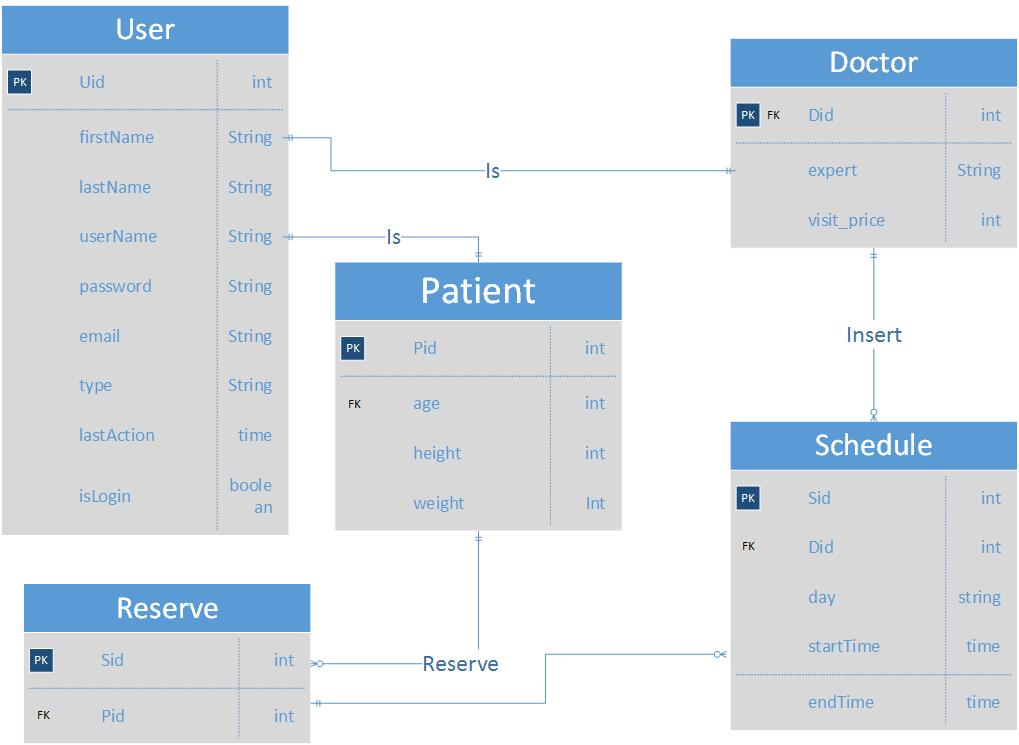 User
PK Uid int
firstName String
lastName String
userName String
password String
email String
type String
lastAction time
isLogin boole
an
Is
Is
Doctor
PK FK Did int
expert String
visit_price int
Patient
PK Pid int
FK age int
height int
weight Int
Insert
Schedule
PK Sid int
FK Did int
day string
startTime time
endTime time
Reserve
PK Sid int
FK Pid int
Reserve